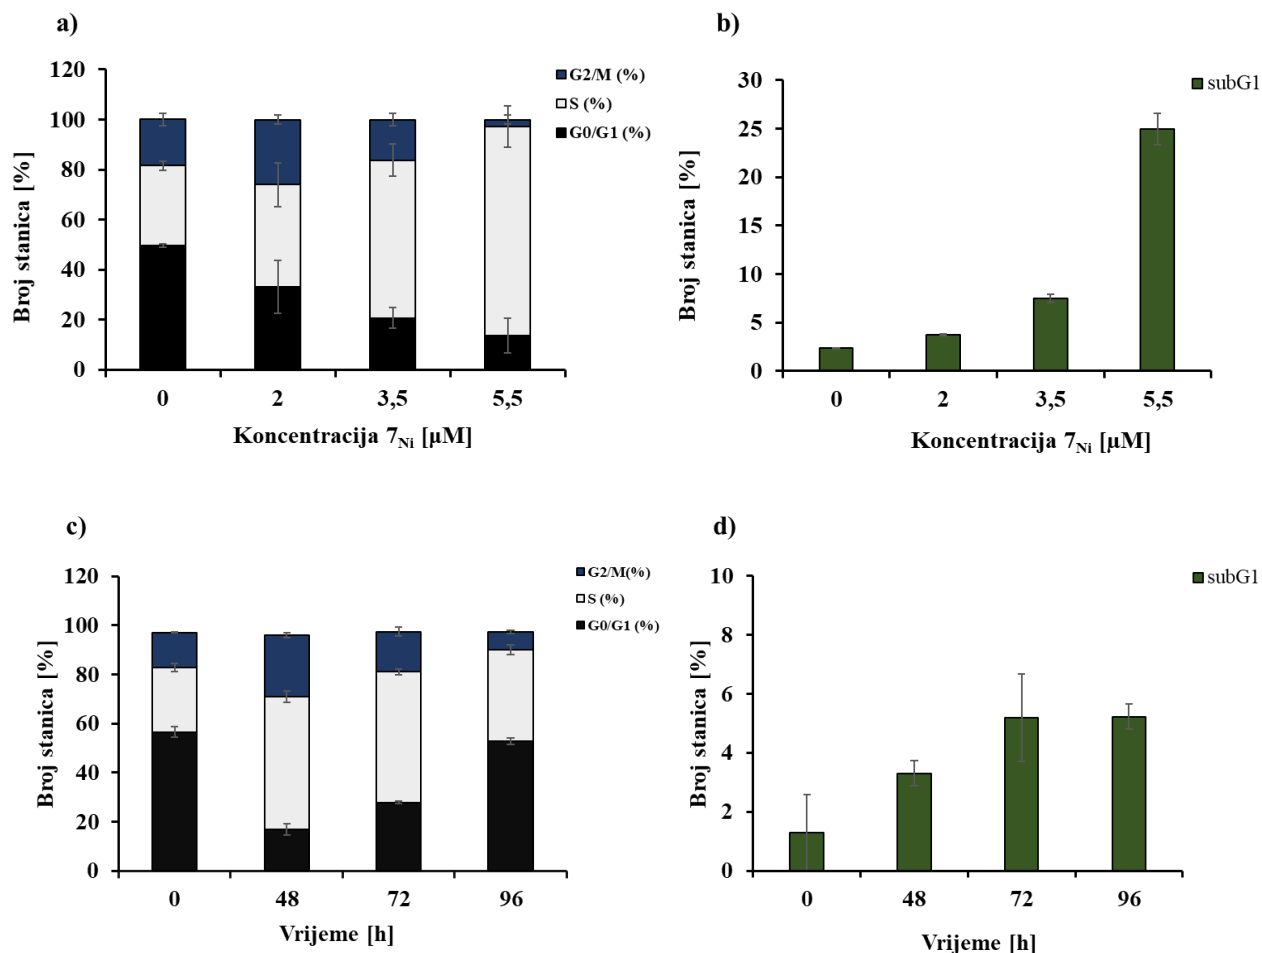 a)
120
100
80
60
40
20
0
Broj stanica [%]
0 2 3,5 5,5
Koncentracija 7Ni [µM]
G2/M (%)
S (%)
G0/G1 (%)
b)
30
25
20
15
10
5
0
Broj stanica [%]
0 2 3,5 5,5
Koncentracija 7Ni [µM]
subG1
c)
120
100
80
60
40
20
0
Broj stanica [%]
0 48 72 96
Vrijeme [h]
G2/M(%)
S (%)
G0/G1 (%)
d)
10
8
6
4
2
0
Broj stanica [%]
0 48 72 96
Vrijeme [h]
subG1